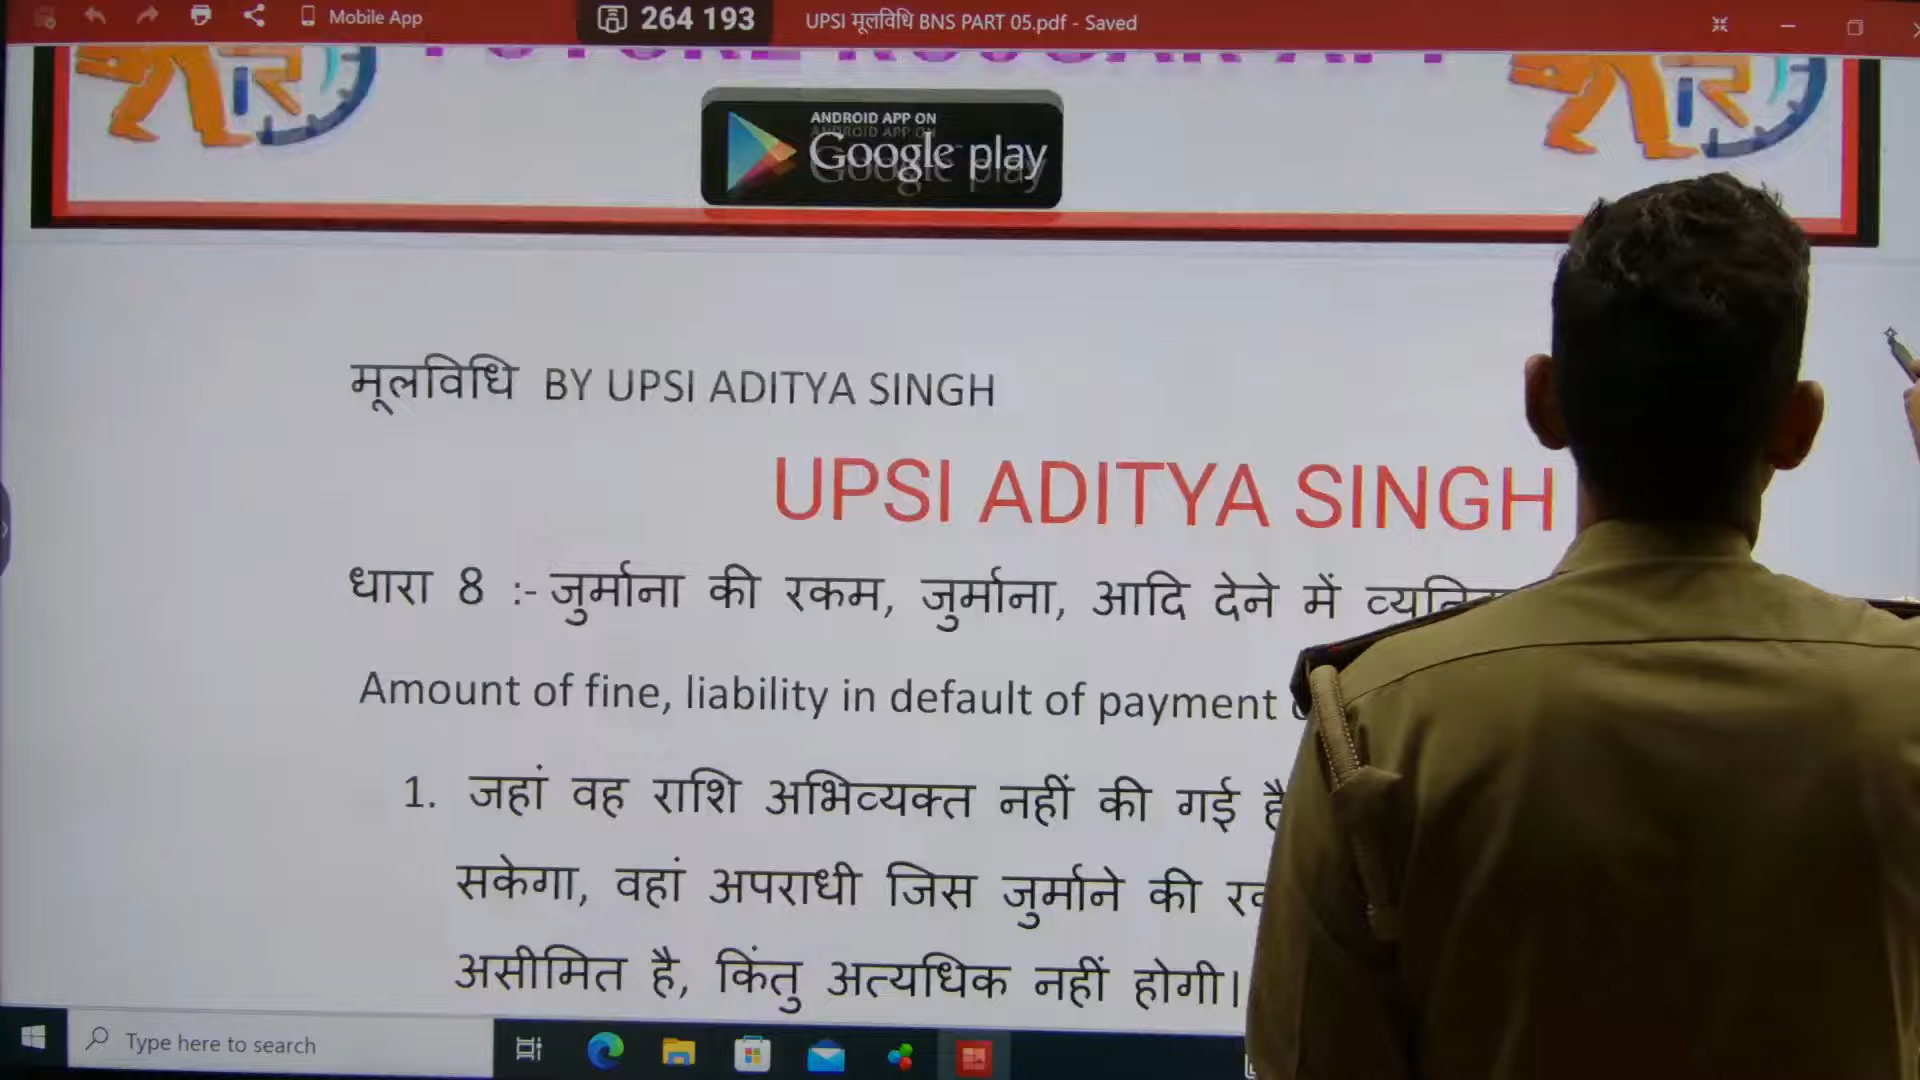 Mobile App
264 193
UPSI मूलविधि BNS PART 05.pdf - Saved
ANDROID APP ON
Google play
मूलविधि BY UPSI ADITYA SINGH
UPSI ADITYA SINGH
धारा 8 :- जुर्माना की रकम, जुर्माना, आदि देने में
Amount of fine, liability in default of payment
1. जहां वह राशि अभिव्यक्त नहीं की गई है
सकेगा, वहां अपराधी जिस जुर्माने की
असीमित है, किंतु अत्यधिक नहीं होगी।
Type here to search